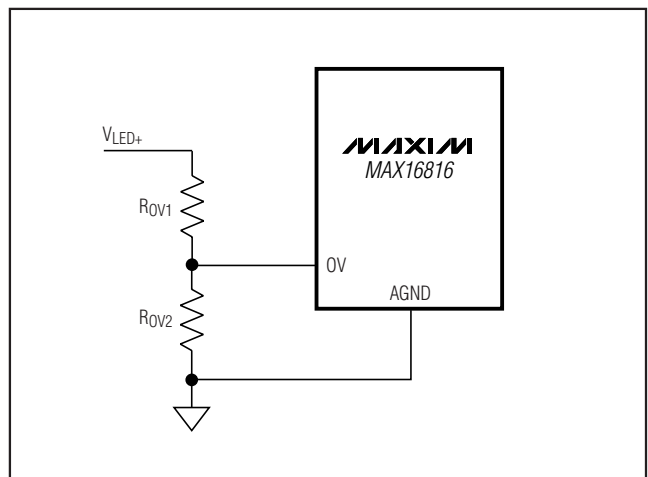 VLED+
MAXIM
MAX16816
ROV1
OV
AGND
ROV2